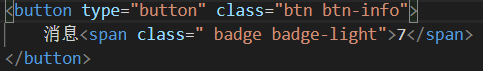 <button type="button" class="btn btn-info">
    消息<span class=" badge badge-light">7</span>
</button>